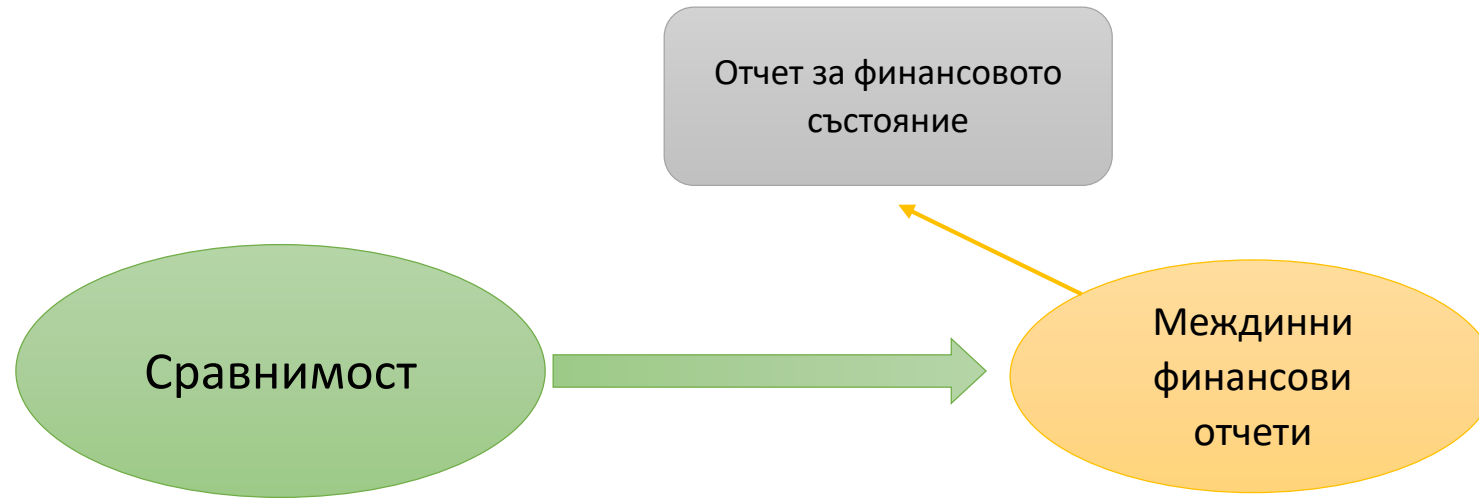 Отчет за финансовото
състояние
Сравнимост
Междинни
финансови
отчети